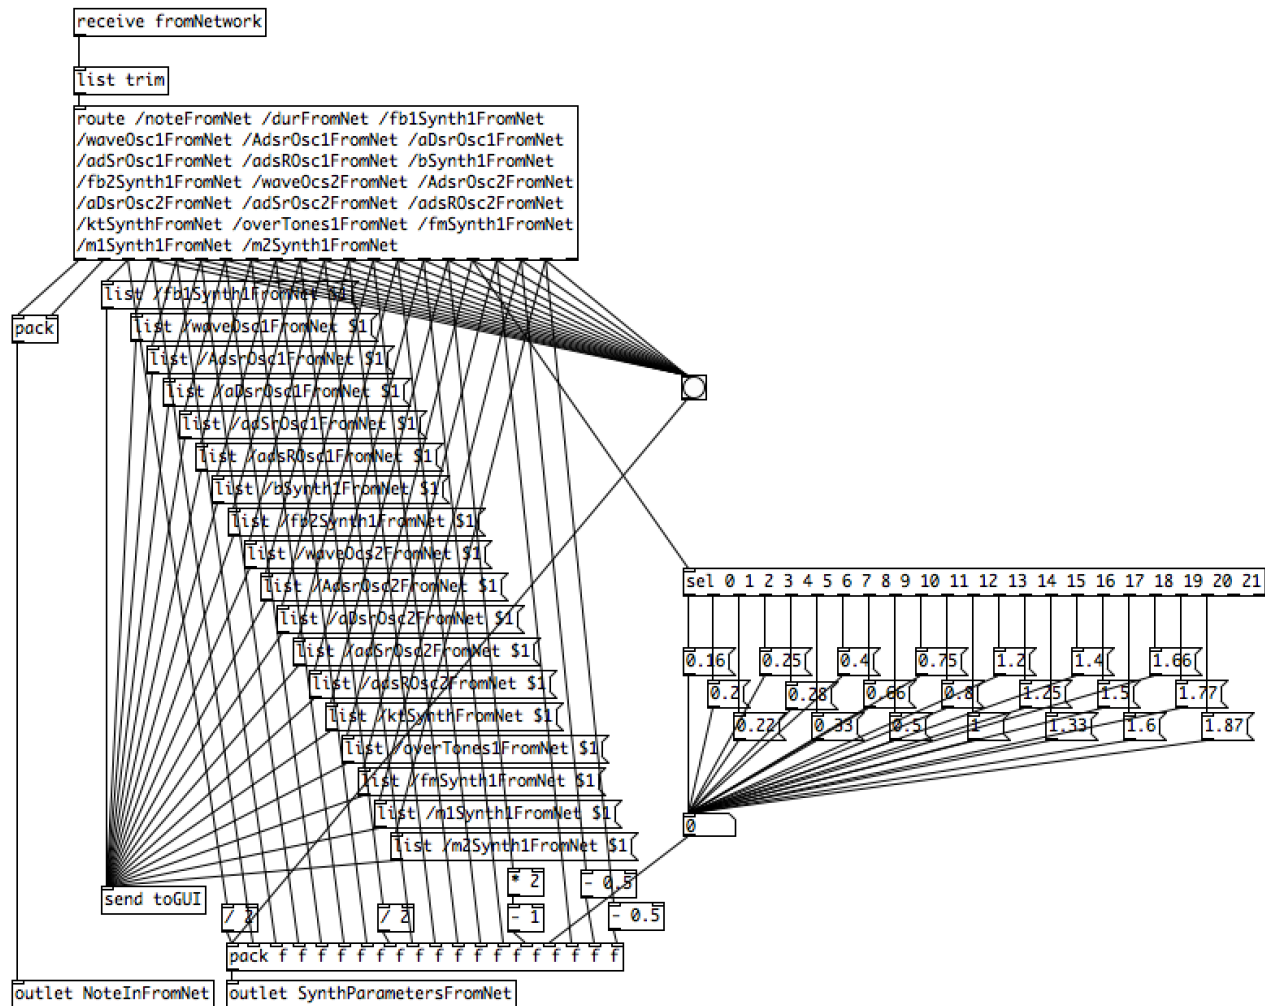 receive fromNetwork
list trim
route /noteFromNet /durFromNet /fb1Synth1FromNet
/waveOsc1FromNet /AdsrOsc1FromNet /aDsrOsc1FromNet
/adSrOsc1FromNet /adsROsc1FromNet /bSynth1FromNet
/fb2Synth1FromNet /waveOcs2FromNet /AdsrOsc2FromNet
/aDsrOsc2FromNet /adSrOsc2FromNet /adsROsc2FromNet
/ktSynthFromNet /overTones1FromNet /fmSynth1FromNet
/m1Synth1FromNet /m2Synth1FromNet
list /fb1Synth1FromNet $1
pack
list /waveOsc1FromNet $1
list /AdsrOsc1FromNet $1
list /aDsrOsc1FromNet $1
list /adSrOsc1FromNet $1
list /adsROsc1FromNet $1
list /bSynth1FromNet $1
list /fb2Synth1FromNet $1
list /waveOcs2FromNet $1
list /AdsrOsc2FromNet $1
list /aDsrOsc2FromNet $1
list /adSrOsc2FromNet $1
list /adsROsc2FromNet $1
list /ktSynthFromNet $1
list /overTones1FromNet $1
list /fmSynth1FromNet $1
list /m1Synth1FromNet $1
list /m2Synth1FromNet $1
sel 0 1 2 3 4 5 6 7 8 9 10 11 12 13 14 15 16 17 18 19 20 21
0.16 0.25 0.4 0.75 1.2 1.4 1.66
0.2 0.28 0.66 0.8 1.25 1.5 1.77
0.22 0.33 0.5 1 1.33 1.6 1.87
0
* 2 - 0.5
send toGUI
/ 2 / 2 - 1 - 0.5
pack f f f f f f f f f f f f f f f f f f
outlet NoteInFromNet
outlet SynthParametersFromNet